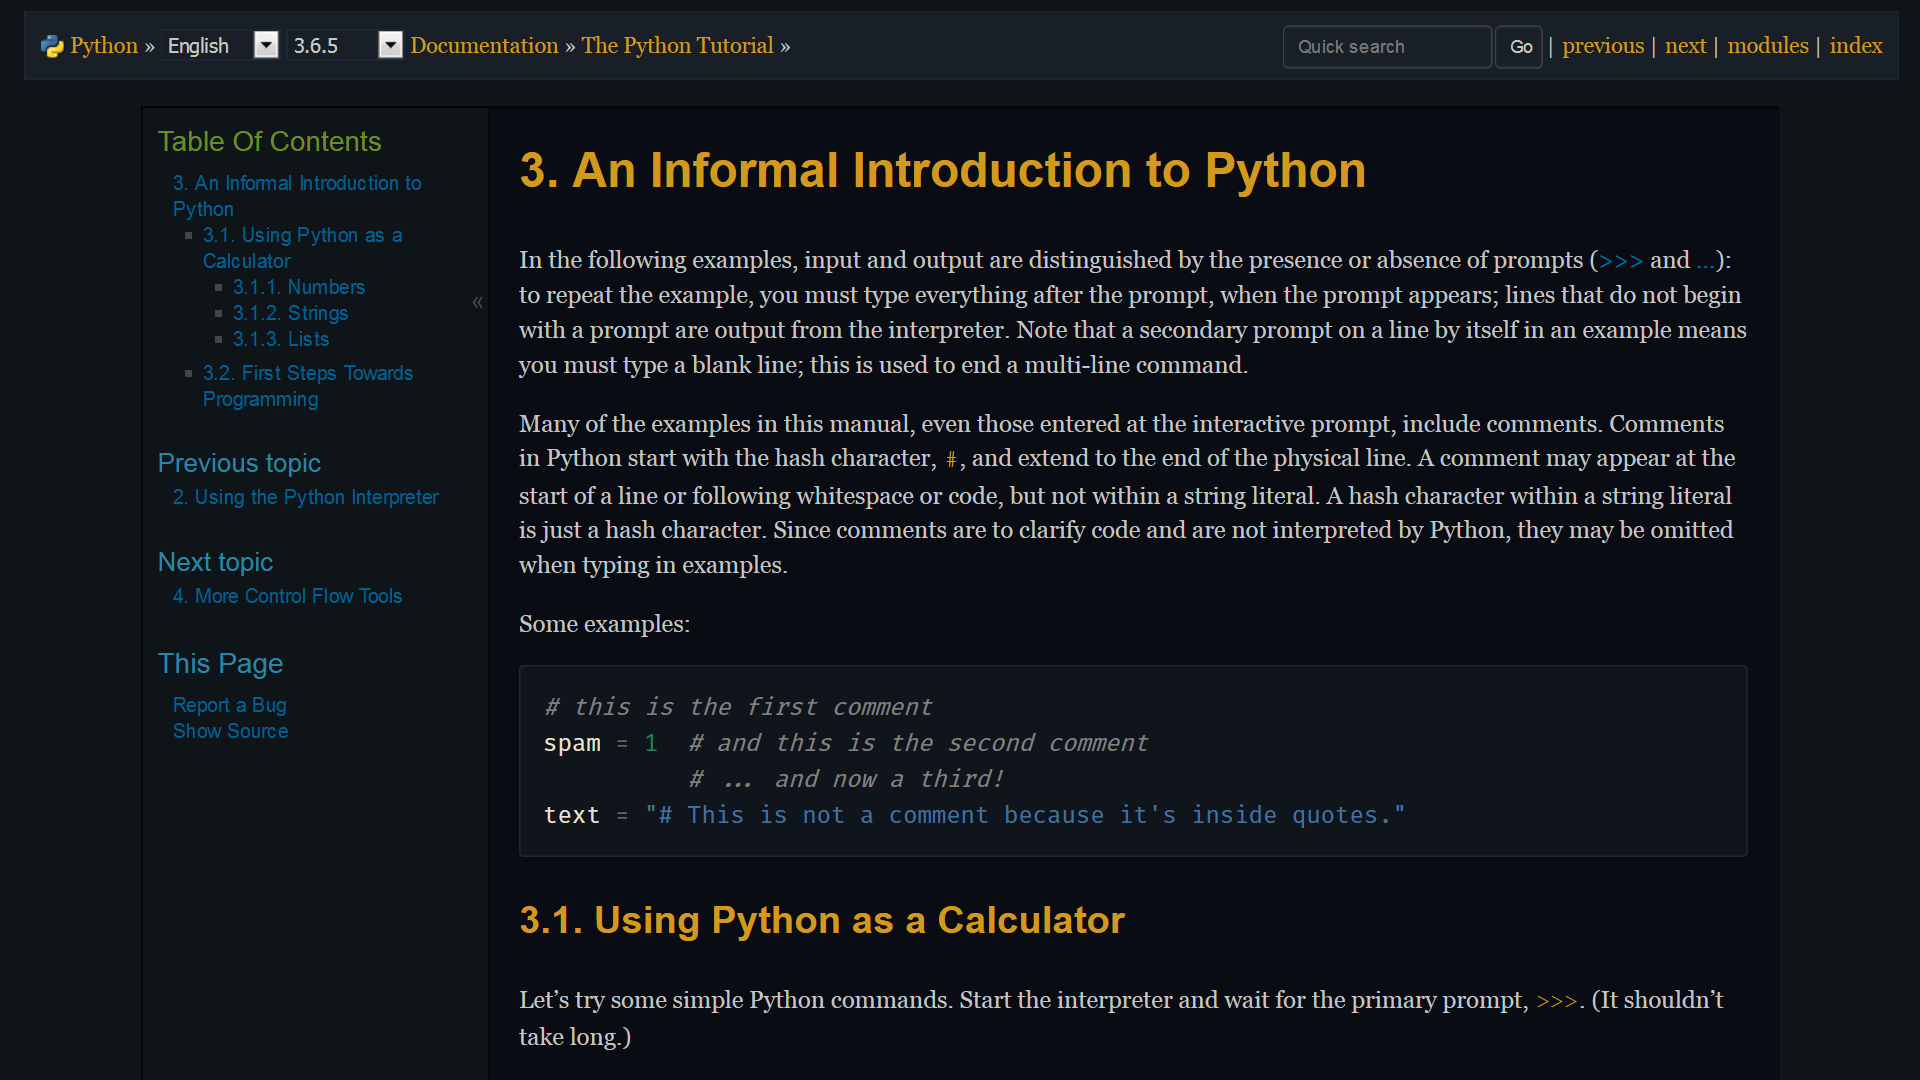 Python » English 3.6.5 Documentation » The Python Tutorial » Quick search Go | previous | next | modules | index
Table Of Contents
3. An Informal Introduction to
Python
3.1. Using Python as a
Calculator
3.1.1. Numbers
3.1.2. Strings
3.1.3. Lists
3.2. First Steps Towards
Programming
Previous topic
2. Using the Python Interpreter
Next topic
4. More Control Flow Tools
This Page
Report a Bug
Show Source
«
3. An Informal Introduction to Python
In the following examples, input and output are distinguished by the presence or absence of prompts (>>> and ...):
to repeat the example, you must type everything after the prompt, when the prompt appears; lines that do not begin
with a prompt are output from the interpreter. Note that a secondary prompt on a line by itself in an example means
you must type a blank line; this is used to end a multi-line command.
Many of the examples in this manual, even those entered at the interactive prompt, include comments. Comments
in Python start with the hash character, #, and extend to the end of the physical line. A comment may appear at the
start of a line or following whitespace or code, but not within a string literal. A hash character within a string literal
is just a hash character. Since comments are to clarify code and are not interpreted by Python, they may be omitted
when typing in examples.
Some examples:
# this is the first comment
spam = 1  # and this is the second comment
          # ... and now a third!
text = "# This is not a comment because it's inside quotes."
3.1. Using Python as a Calculator
Let’s try some simple Python commands. Start the interpreter and wait for the primary prompt, >>>. (It shouldn’t
take long.)